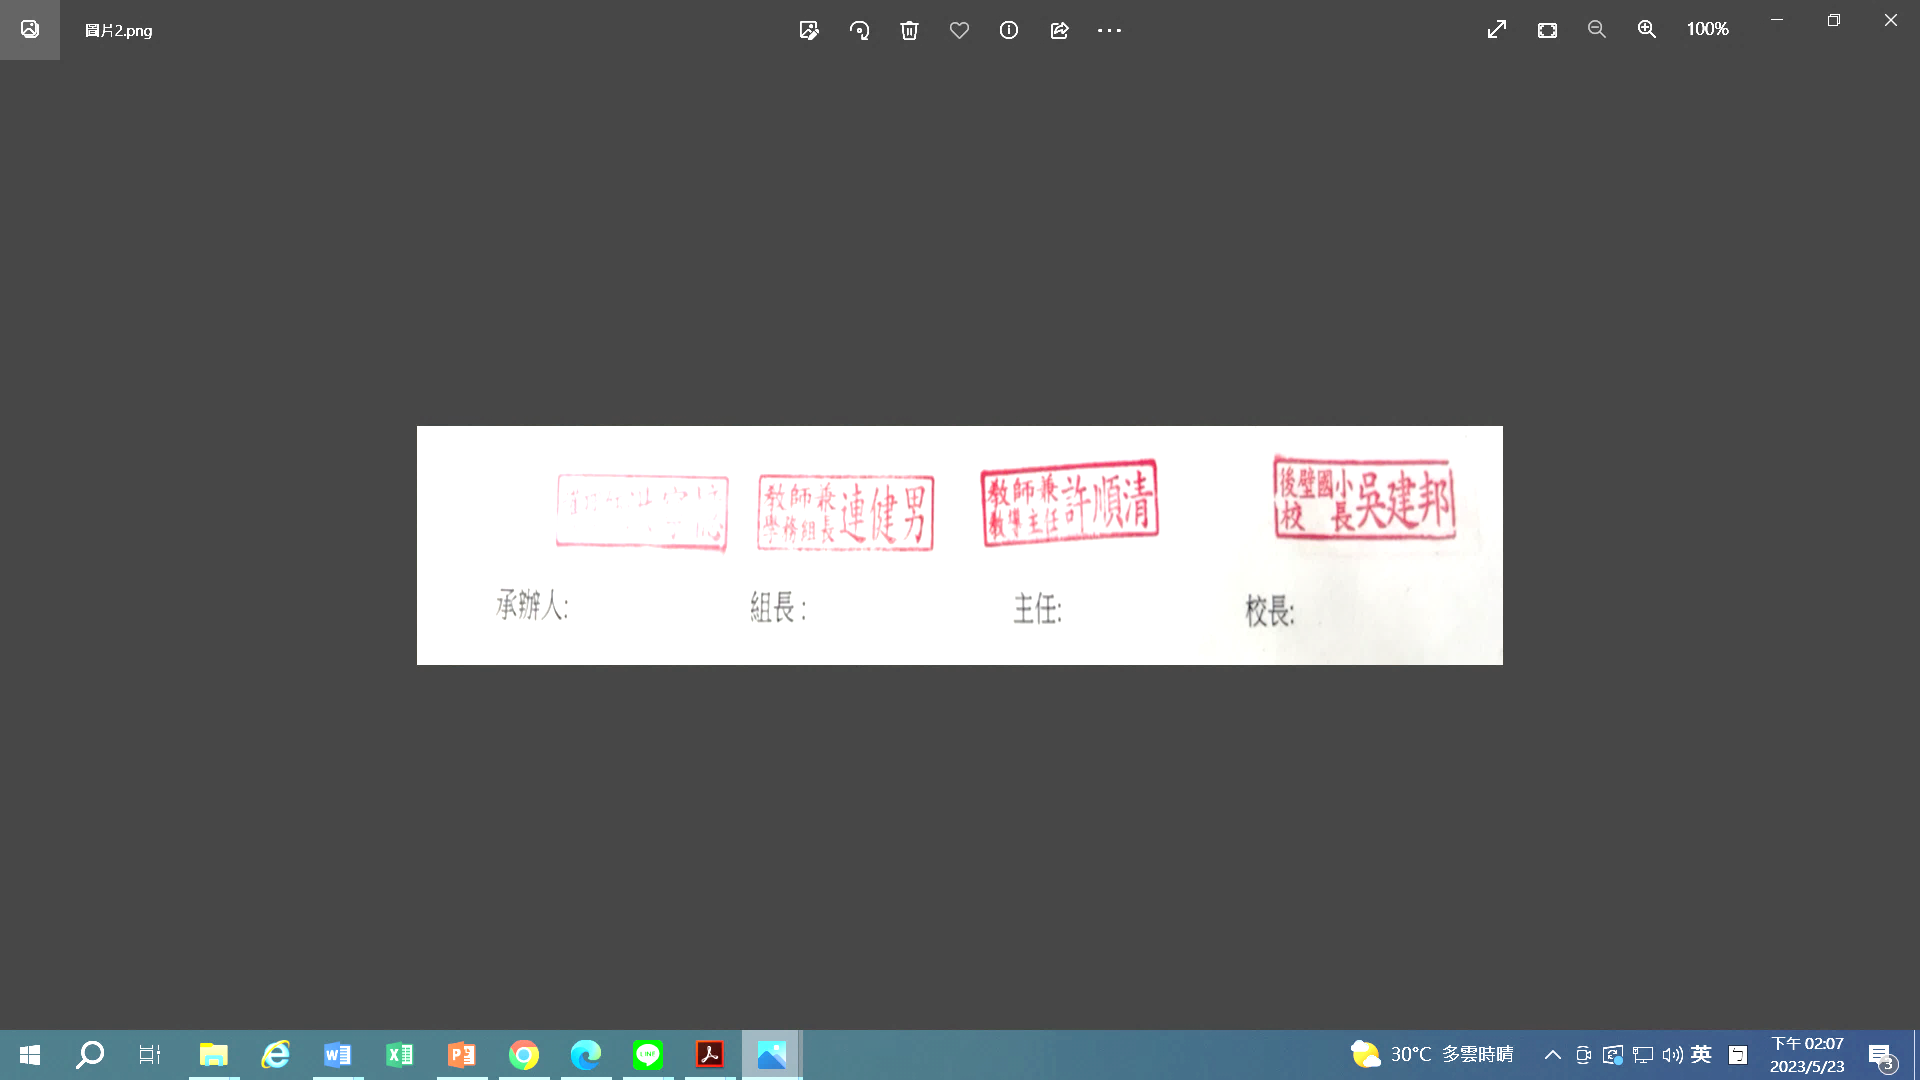 圖片2.png
100%
教師兼
學務組長
連健男
教師兼
教導主任
許順清
後壁國小
校長
吳建邦
承辦人:
組長:
主任:
校長:
30°C 多雲時晴
英
下午 02:07
2023/5/23
3
LINE